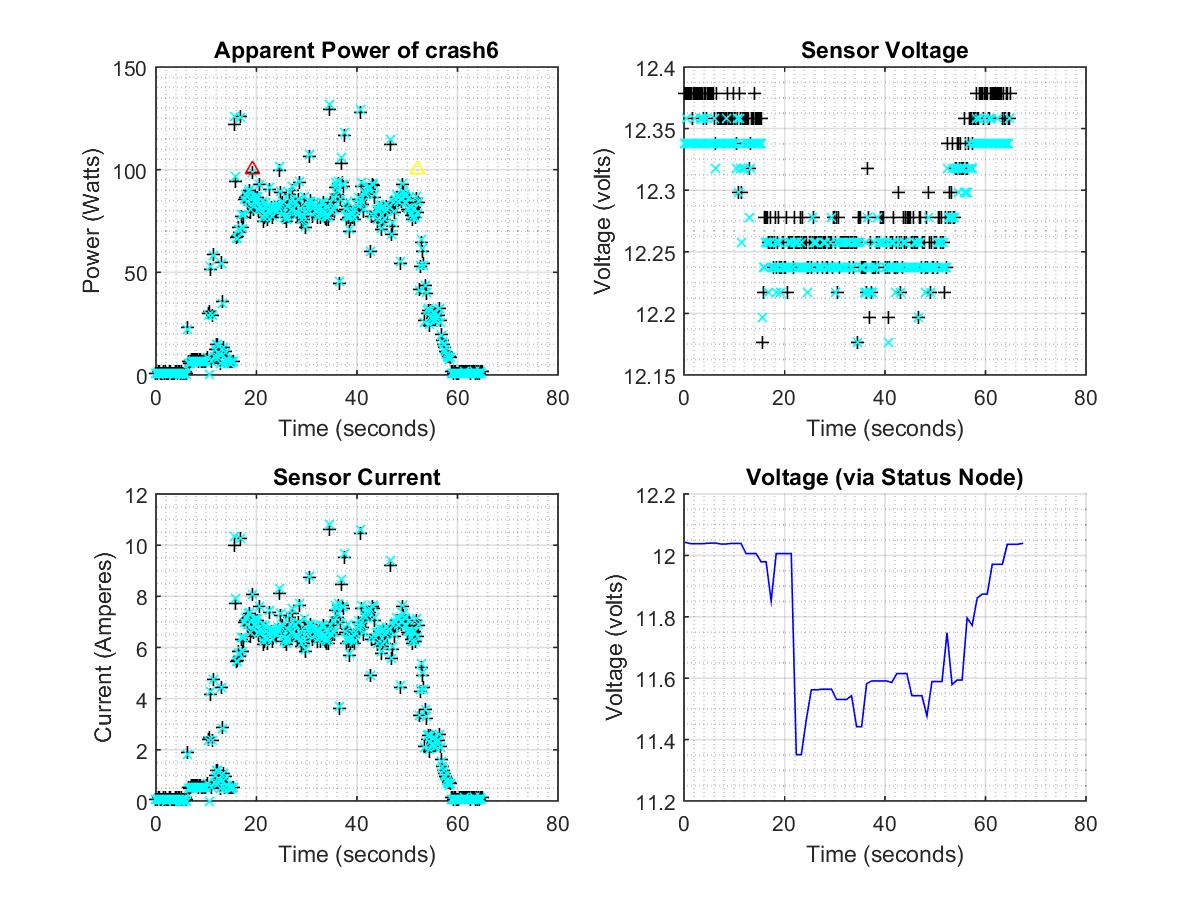 Apparent Power of crash6
150
100
50
0
Power (Watts)
0 20 40 60 80
Time (seconds)
Sensor Voltage
12.4
12.35
12.3
12.25
12.2
12.15
Voltage (volts)
0 20 40 60 80
Time (seconds)
Sensor Current
12
10
8
6
4
2
0
Current (Amperes)
0 20 40 60 80
Time (seconds)
Voltage (via Status Node)
12.2
12
11.8
11.6
11.4
11.2
Voltage (volts)
0 20 40 60 80
Time (seconds)